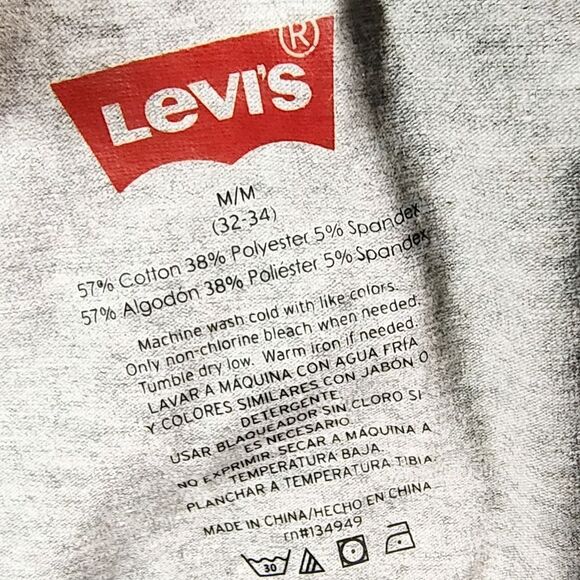 Levi's ®
M/M
(32-34)
57% Cotton 38% Polyester 5% Spandex
57% Algodón 38% Poliéster 5% Spandex
Machine wash cold with like colors.
Only non-chlorine bleach when needed.
Tumble dry low. Warm iron if needed.
LAVAR A MÁQUINA CON AGUA FRÍA
Y COLORES SIMILARES CON JABÓN O
DETERGENTE.
USAR BLAQUEADOR SIN CLORO SI
ES NECESARIO.
NO EXPRIMIR. SECAR A MÁQUINA A
TEMPERATURA BAJA.
PLANCHAR A TEMPERATURA TIBIA.
MADE IN CHINA/HECHO EN CHINA
rn#134949
30